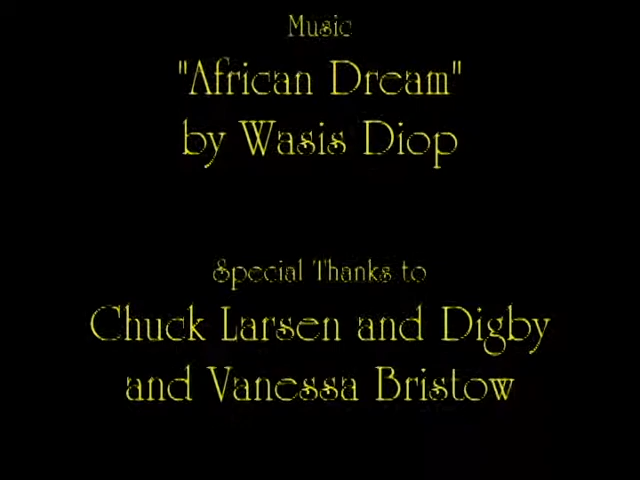 Music
"African Dream"
by Wasis Diop
Special Thanks to
Chuck Larsen and Digby
and Vanessa Bristow